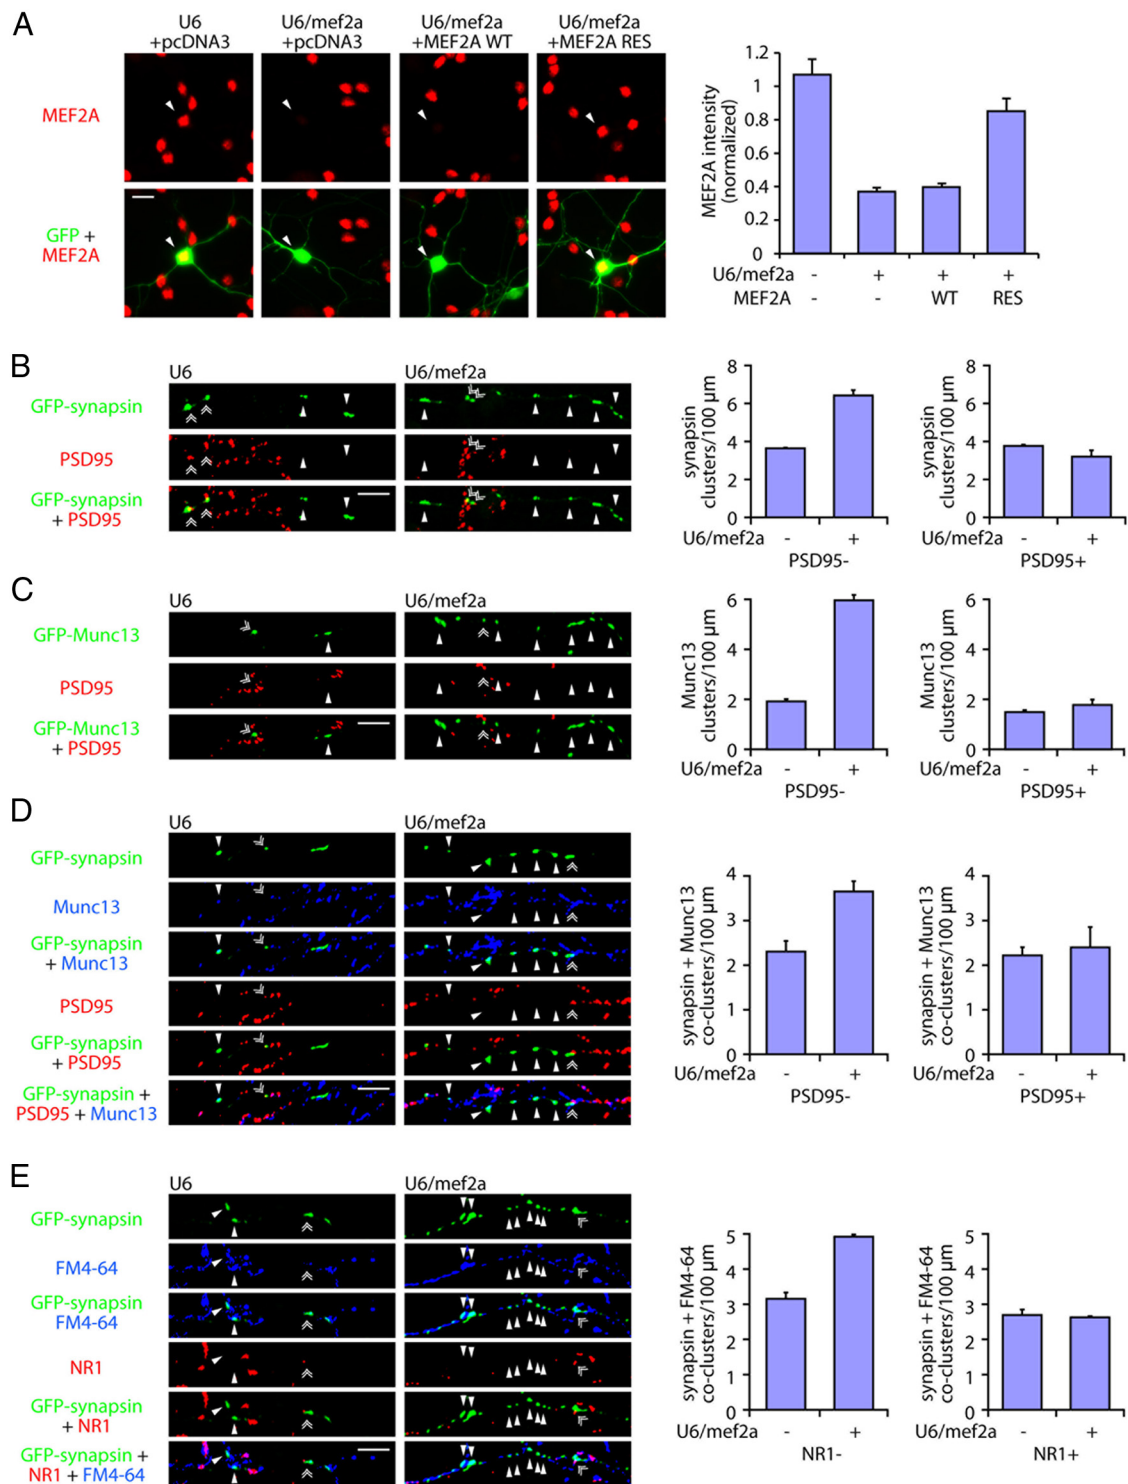 A
U6
+pcDNA3
U6/mef2a
+pcDNA3
U6/mef2a
+MEF2A WT
U6/mef2a
+MEF2A RES
MEF2A
GFP +
MEF2A
MEF2A intensity
(normalized)
1.2
1
0.8
0.6
0.4
0.2
0
U6/mef2a - + + +
MEF2A - - WT RES
B
U6
U6/mef2a
GFP-synapsin
PSD95
GFP-synapsin
+ PSD95
synapsin
clusters/100 µm
8
6
4
2
0
U6/mef2a - +
PSD95-
synapsin
clusters/100 µm
8
6
4
2
0
U6/mef2a - +
PSD95+
C
U6
U6/mef2a
GFP-Munc13
PSD95
GFP-Munc13
+ PSD95
Munc13
clusters/100 µm
6
4
2
0
U6/mef2a - +
PSD95-
Munc13
clusters/100 µm
6
4
2
0
U6/mef2a - +
PSD95+
D
U6
U6/mef2a
GFP-synapsin
Munc13
GFP-synapsin
+ Munc13
PSD95
GFP-synapsin
+ PSD95
GFP-synapsin +
PSD95 + Munc13
synapsin + Munc13
co-clusters/100 µm
4
3
2
1
0
U6/mef2a - +
PSD95-
synapsin + Munc13
co-clusters/100 µm
4
3
2
1
0
U6/mef2a - +
PSD95+
E
U6
U6/mef2a
GFP-synapsin
FM4-64
GFP-synapsin
FM4-64
NR1
GFP-synapsin
+ NR1
GFP-synapsin +
NR1 + FM4-64
synapsin + FM4-64
co-clusters/100 µm
5
4
3
2
1
0
U6/mef2a - +
NR1-
synapsin + FM4-64
co-clusters/100 µm
5
4
3
2
1
0
U6/mef2a - +
NR1+